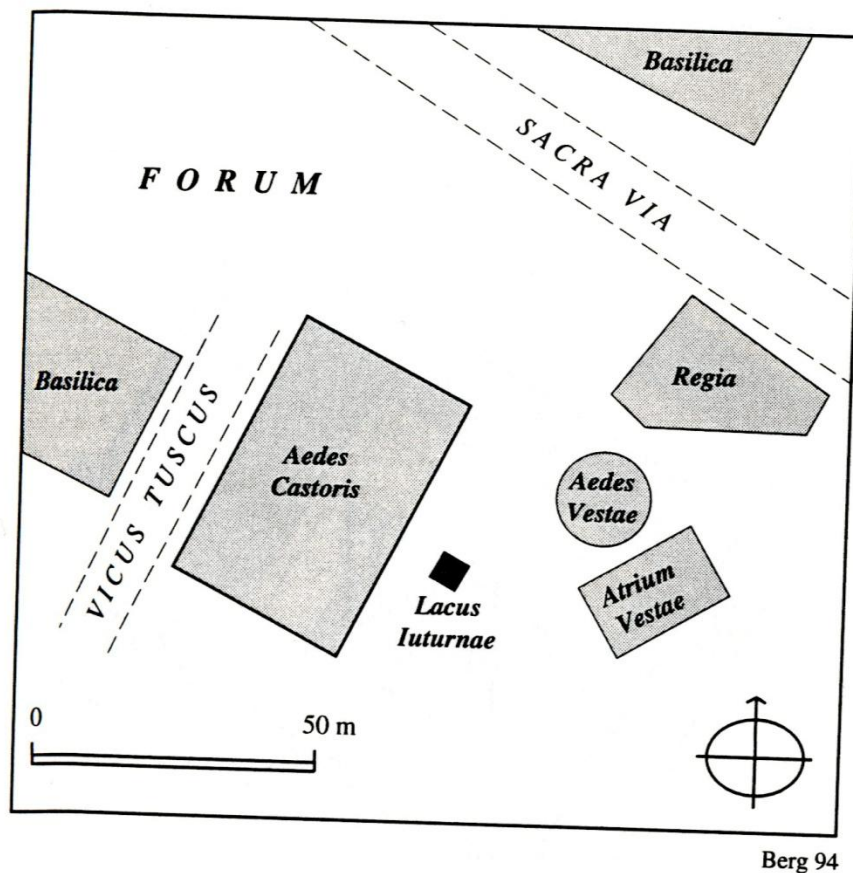 Basilica
SACRA VIA
FORUM
Basilica
VICUS TUSCUS
Aedes
Castoris
Regia
Aedes
Vestae
Atrium
Vestae
Lacus
Iuturnae
0
50 m
Berg 94